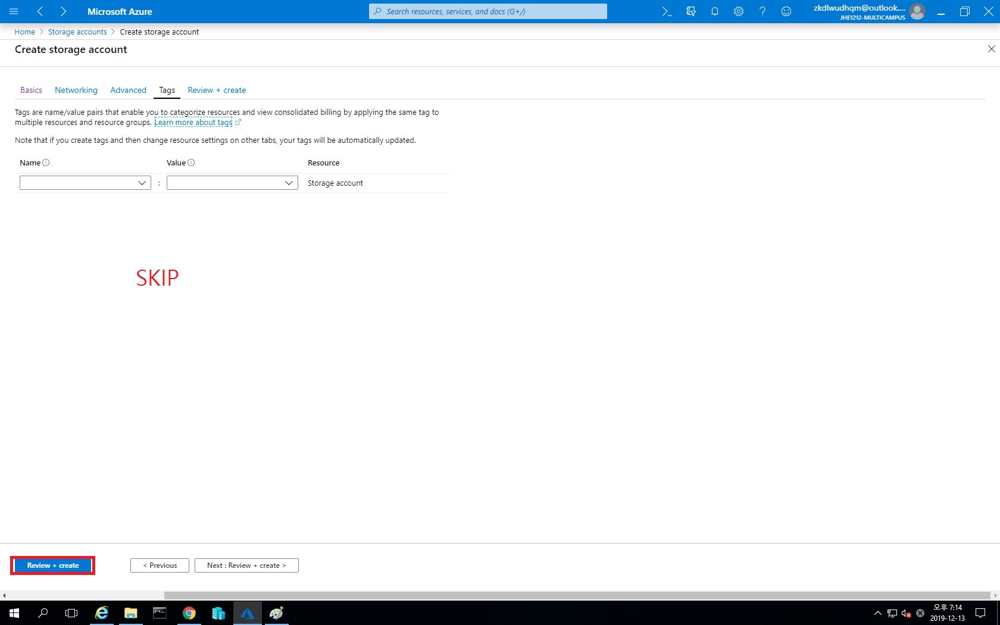 Microsoft Azure
Search resources, services, and docs (G+/)
zkdlwudhqm@outlook....
JHE1212-MULTICAMPUS
Home > Storage accounts > Create storage account
Create storage account
Basics Networking Advanced Tags Review + create
Tags are name/value pairs that enable you to categorize resources and view consolidated billing by applying the same tag to
multiple resources and resource groups. Learn more about tags
Note that if you create tags and then change resource settings on other tabs, your tags will be automatically updated.
Name Value Resource
: Storage account
SKIP
Review + create < Previous Next : Review + create >
오후 7:14
2019-12-13